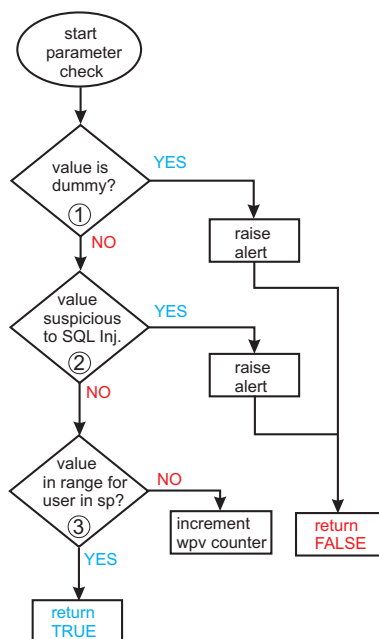 start
parameter
check
value is
dummy?
1
YES
NO
raise
alert
value
suspicious
to SQL Inj.
2
YES
NO
raise
alert
value
in range for
user in sp?
3
NO
YES
increment
wpv counter
return
FALSE
return
TRUE